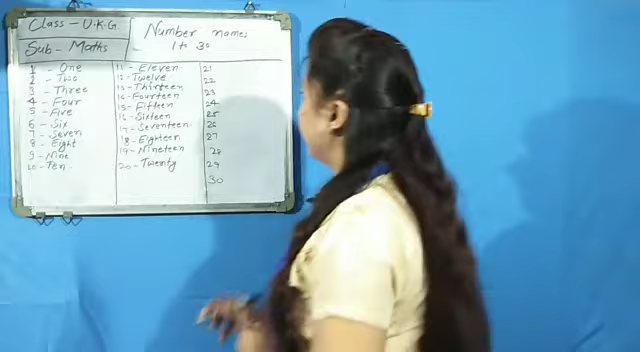 Class - U.K.G.
Sub - Maths
Number names
1 to 30
1 - One
2 - Two
3 - Three
4 - Four
5 - Five
6 - Six
7 - Seven
8 - Eight
9 - Nine
10 - Ten
11 - Eleven
12 - Twelve
13 - Thirteen
14 - Fourteen
15 - Fifteen
16 - Sixteen
17 - Seventeen
18 - Eighteen
19 - Nineteen
20 - Twenty
21
22
23
24
25
26
27
28
29
30